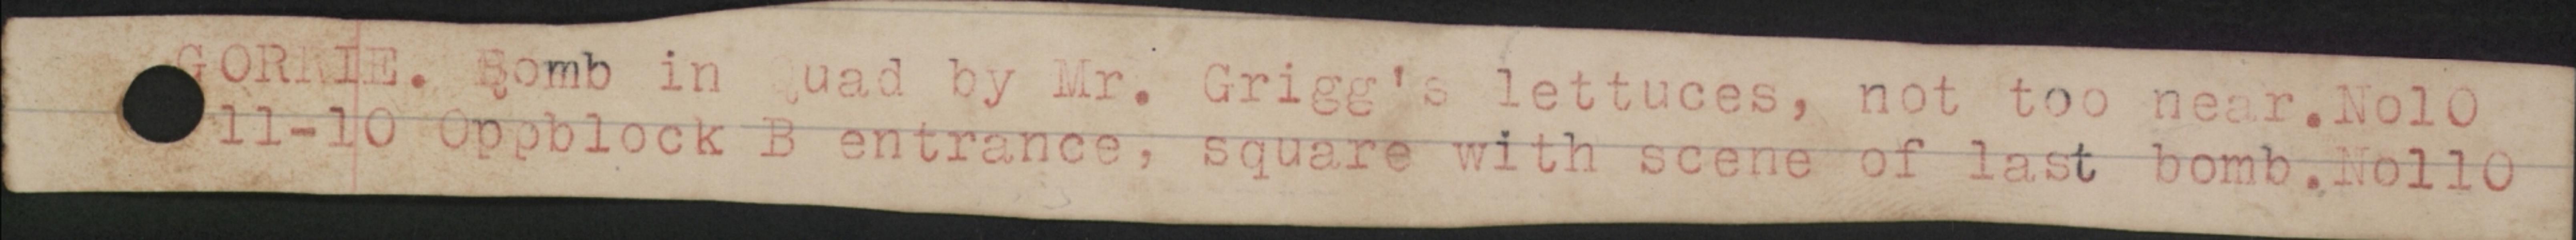 GORRIE. Bomb in Quad by Mr. Grigg's lettuces, not too near.No10
11-10 Oppblock B entrance, square with scene of last bomb.No110